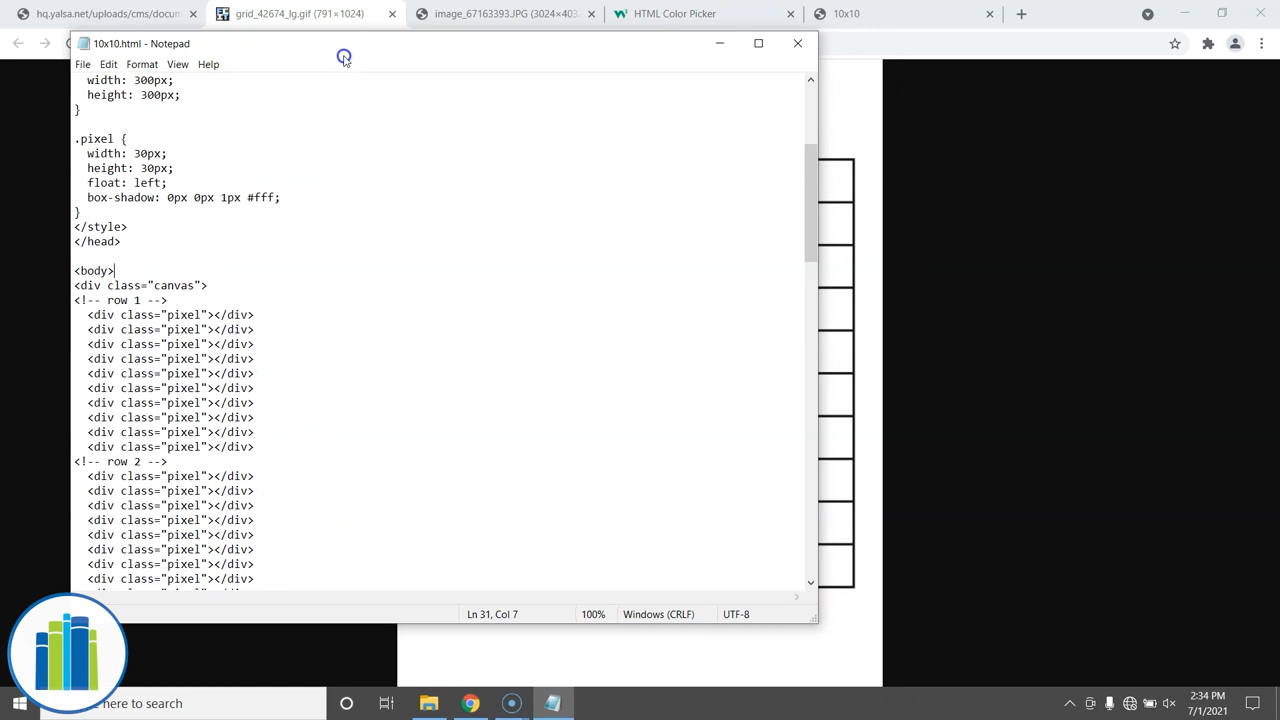 hq.yalsa.net/uploads/cms/docum
grid_42674_lg.gif (791×1024)
image_67163393.JPG (3024×403
HTML Color Picker
10x10
10x10.html - Notepad
File Edit Format View Help
width: 300px;
height: 300px;
}
.pixel {
width: 30px;
height: 30px;
float: left;
box-shadow: 0px 0px 1px #fff;
}
</style>
</head>
<body>
<div class="canvas">
<!-- row 1 -->
<div class="pixel"></div>
<div class="pixel"></div>
<div class="pixel"></div>
<div class="pixel"></div>
<div class="pixel"></div>
<div class="pixel"></div>
<div class="pixel"></div>
<div class="pixel"></div>
<div class="pixel"></div>
<div class="pixel"></div>
<!-- row 2 -->
<div class="pixel"></div>
<div class="pixel"></div>
<div class="pixel"></div>
<div class="pixel"></div>
<div class="pixel"></div>
<div class="pixel"></div>
<div class="pixel"></div>
<div class="pixel"></div>
Ln 31, Col 7
100%
Windows (CRLF)
UTF-8
here to search
2:34 PM
7/1/2021